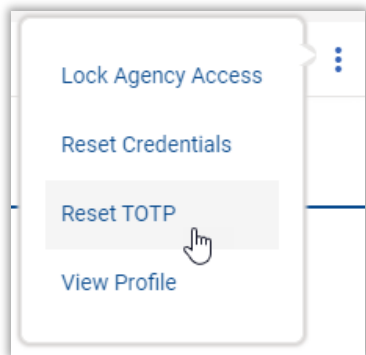 Lock Agency Access
Reset Credentials
Reset TOTP
View Profile